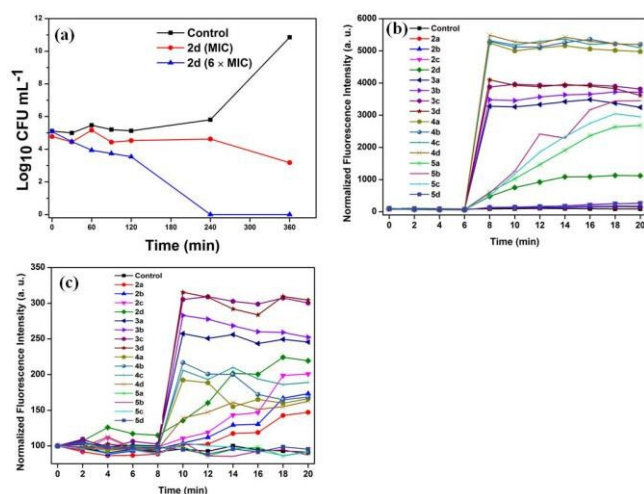 (a)
Control
2d (MIC)
2d (6 × MIC)
Log10 CFU mL-1
12
10
8
6
4
2
0
0 60 120 180 240 300 360
Time (min)
(b)
Control
2a
2b
2c
2d
3a
3b
3c
3d
4a
4b
4c
4d
5a
5b
5c
5d
Normalized Fluorescence Intensity (a. u.)
6000
5000
4000
3000
2000
1000
0
0 2 4 6 8 10 12 14 16 18 20
Time (min)
(c)
Control
2a
2b
2c
2d
3a
3b
3c
3d
4a
4b
4c
4d
5a
5b
5c
5d
Normalized Fluorescence Intensity (a. u.)
350
300
250
200
150
100
0 2 4 6 8 10 12 14 16 18 20
Time (min)